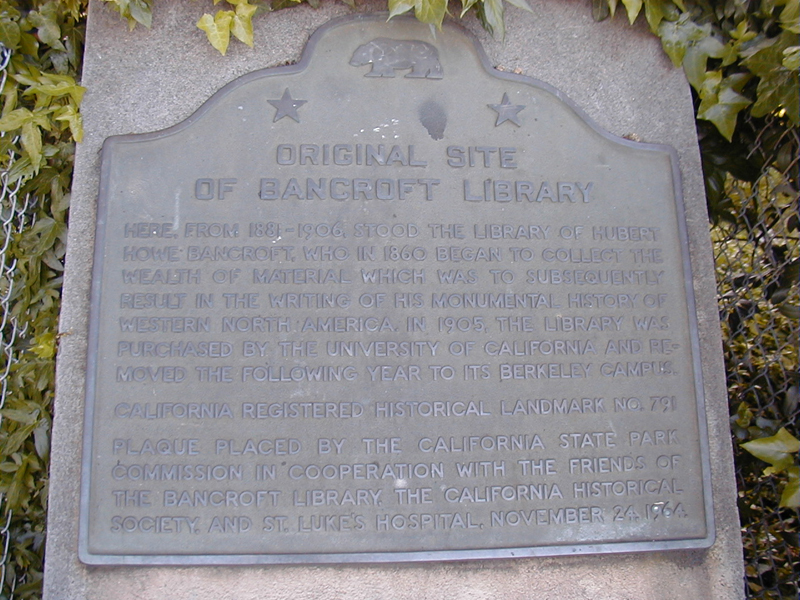 ORIGINAL SITE
OF BANCROFT LIBRARY
HERE, FROM 1881-1906, STOOD THE LIBRARY OF HUBERT
HOWE BANCROFT, WHO IN 1860 BEGAN TO COLLECT THE
WEALTH OF MATERIAL WHICH WAS TO SUBSEQUENTLY
RESULT IN THE WRITING OF HIS MONUMENTAL HISTORY OF
WESTERN NORTH AMERICA. IN 1905, THE LIBRARY WAS
PURCHASED BY THE UNIVERSITY OF CALIFORNIA AND RE-
MOVED THE FOLLOWING YEAR TO ITS BERKELEY CAMPUS.
CALIFORNIA REGISTERED HISTORICAL LANDMARK NO. 791
PLAQUE PLACED BY THE CALIFORNIA STATE PARK
COMMISSION IN COOPERATION WITH THE FRIENDS OF
THE BANCROFT LIBRARY, THE CALIFORNIA HISTORICAL
SOCIETY, AND ST. LUKE'S HOSPITAL, NOVEMBER 24, 1964.